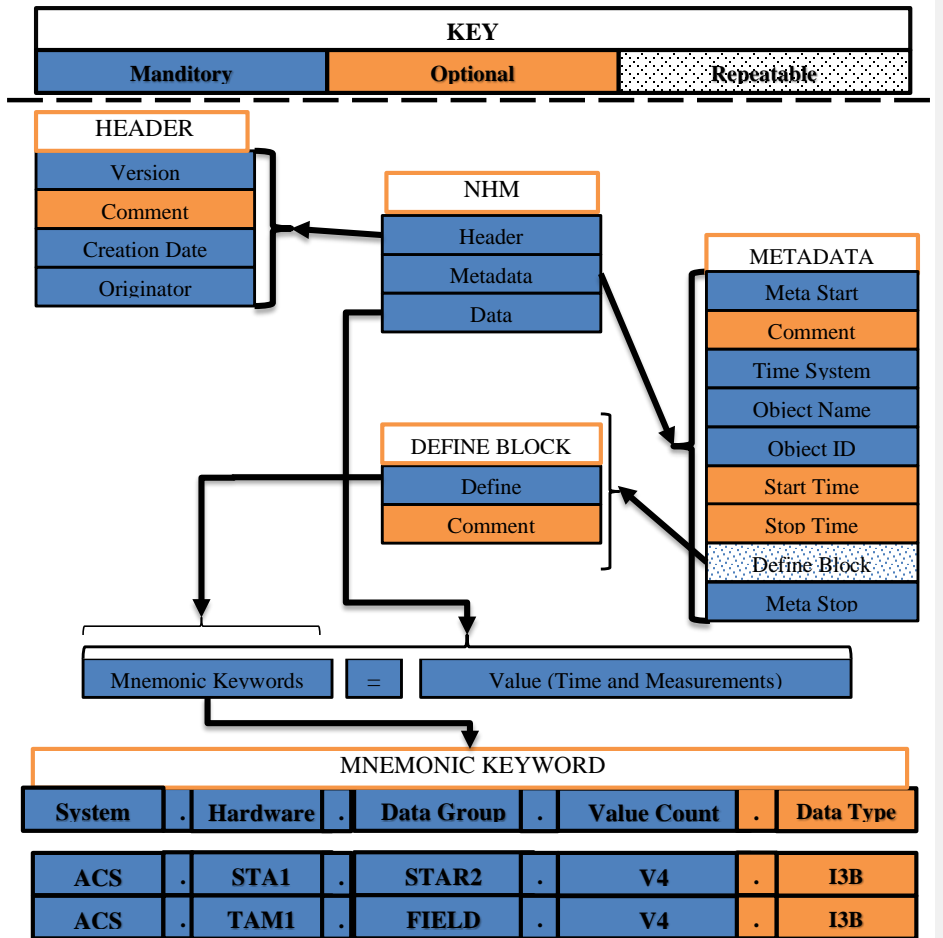 KEY
Manditory Optional Repeatable
HEADER
Version
Comment
Creation Date
Originator
NHM
Header
Metadata
Data
METADATA
Meta Start
Comment
Time System
Object Name
Object ID
Start Time
Stop Time
Define Block
Meta Stop
DEFINE BLOCK
Define
Comment
Mnemonic Keywords = Value (Time and Measurements)
MNEMONIC KEYWORD
System . Hardware . Data Group . Value Count . Data Type
ACS . STA1 . STAR2 . V4 . I3B
ACS . TAM1 . FIELD . V4 . I3B